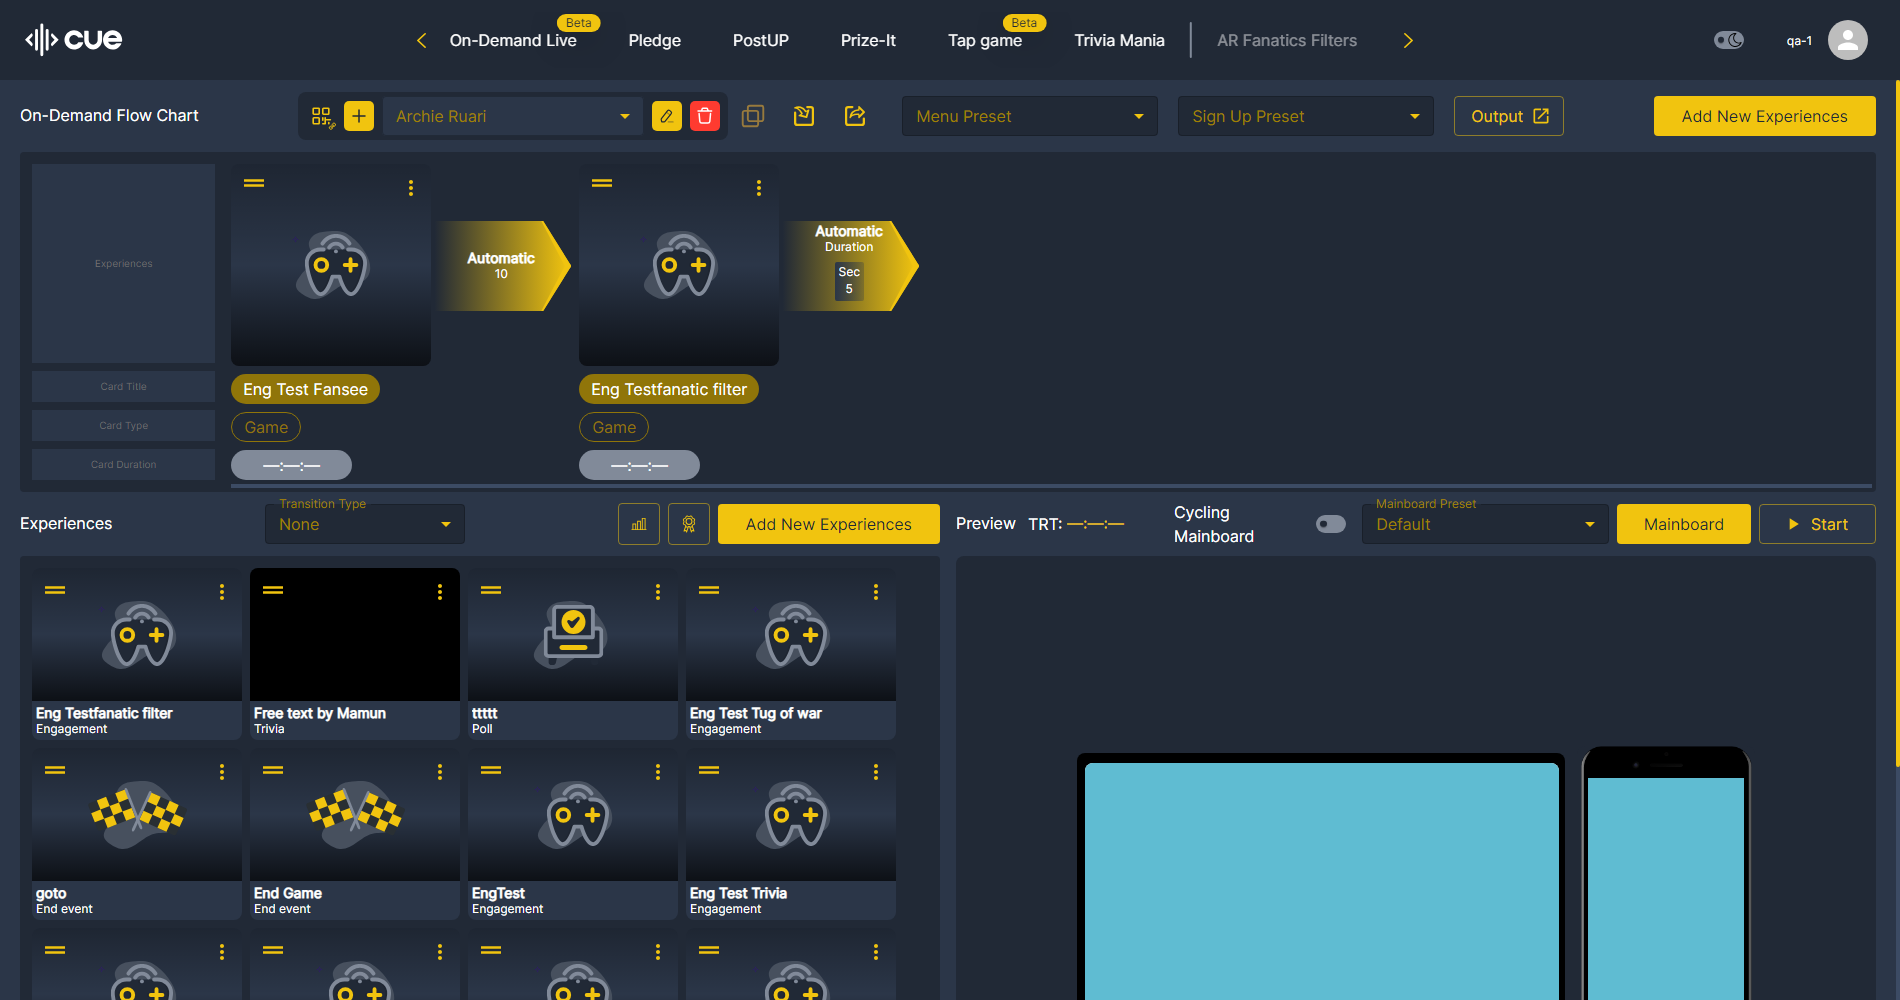 cue
Beta
Beta
On-Demand Live
Pledge
PostUP
Prize-It
Tap game
Trivia Mania
AR Fanatics Filters
qa-1
On-Demand Flow Chart
Archie Ruari
Menu Preset
Sign Up Preset
Output
Add New Experiences
Experiences
Automatic
10
Automatic
Duration
Sec
5
Card Title
Eng Test Fansee
Eng Testfanatic filter
Card Type
Game
Game
Card Duration
—:—:—
—:—:—
Experiences
Transition Type
None
Add New Experiences
Preview
TRT: —:—:—
Cycling
Mainboard
Mainboard Preset
Default
Mainboard
Start
Eng Testfanatic filter
Engagement
Free text by Mamun
Trivia
ttttt
Poll
Eng Test Tug of war
Engagement
goto
End event
End Game
End event
EngTest
Engagement
Eng Test Trivia
Engagement